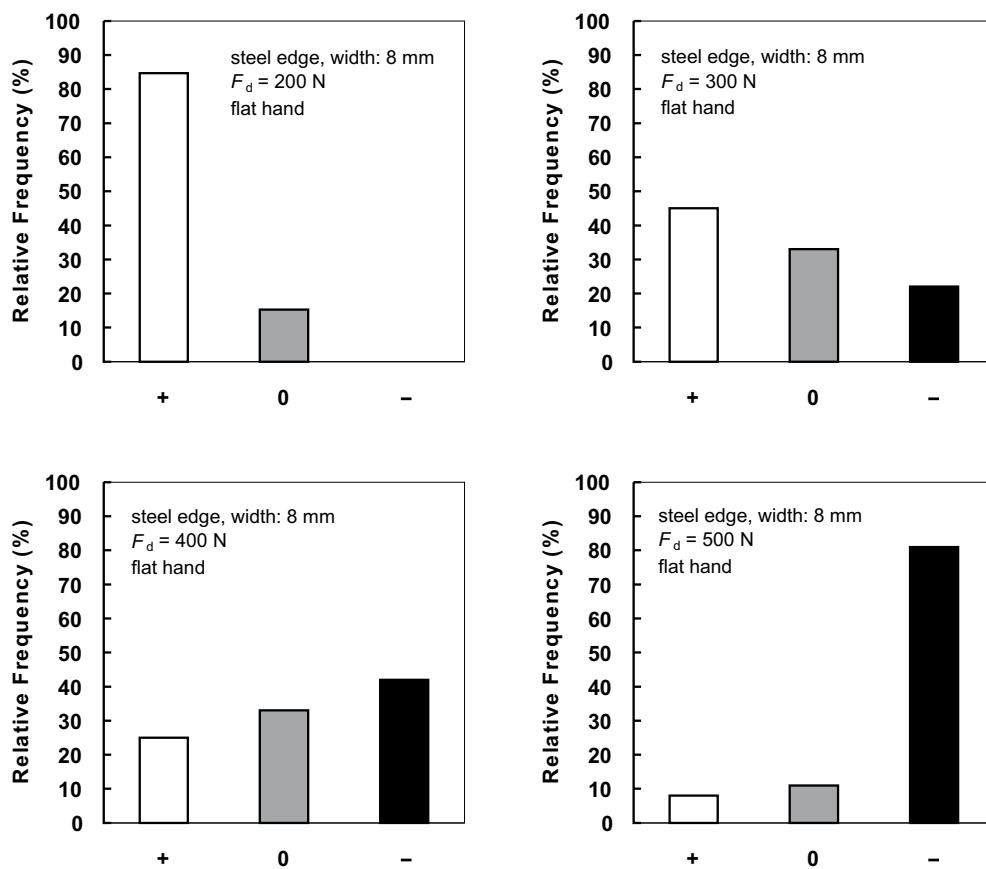 Relative Frequency (%)
100
90
80
70
60
50
40
30
20
10
0
steel edge, width: 8 mm
F d = 200 N
flat hand
+ 0 –
Relative Frequency (%)
100
90
80
70
60
50
40
30
20
10
0
steel edge, width: 8 mm
F d = 300 N
flat hand
+ 0 –
Relative Frequency (%)
100
90
80
70
60
50
40
30
20
10
0
steel edge, width: 8 mm
F d = 400 N
flat hand
+ 0 –
Relative Frequency (%)
100
90
80
70
60
50
40
30
20
10
0
steel edge, width: 8 mm
F d = 500 N
flat hand
+ 0 –